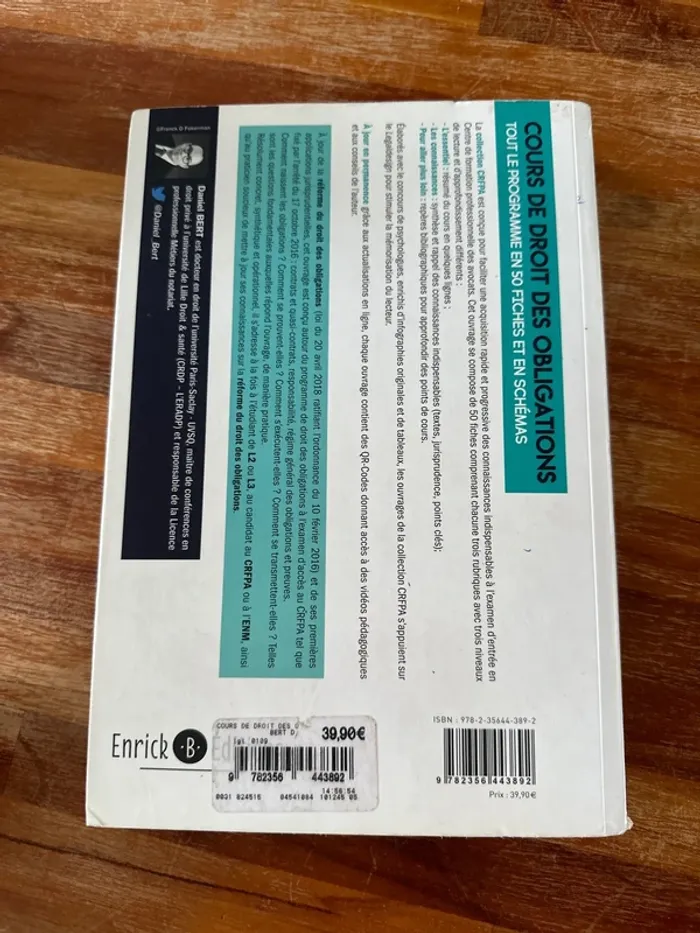 COURS DE DROIT DES OBLIGATIONS
TOUT LE PROGRAMME EN 50 FICHES ET EN SCHÉMAS
La collection CRFPA est conçue pour faciliter une acquisition rapide et progressive des connaissances indispensables à l'examen d'entrée en
Centre de formation professionnelle des avocats. Cet ouvrage se compose de 50 fiches comprenant chacune trois rubriques avec trois niveaux
de lecture et d'approfondissement différents :
- L'essentiel : résumé du cours en quelques lignes ;
- Les connaissances : synthèse et rappel des connaissances indispensables (textes, jurisprudence, points clés);
- Pour aller plus loin : repères bibliographiques pour approfondir des points de cours.
Élaborés avec le concours de psychologues, enrichis d'infographies originales et de tableaux, les ouvrages de la collection CRFPA s'appuient sur
le Legaldesign pour stimuler la mémorisation du lecteur.
À jour en permanence grâce aux actualisations en ligne, chaque ouvrage contient des QR-Codes donnant accès à des vidéos pédagogiques
et aux conseils de l'auteur.
À jour de la réforme du droit des obligations (loi du 20 avril 2018 ratifiant l'ordonnance du 10 février 2016) et de ses premières
applications jurisprudentielles, cet ouvrage est conçu autour du programme de droit des obligations à l'examen d'accès au CRFPA tel que
fixé par l'arrêté du 17 octobre 2016 : contrats et quasi-contrats, responsabilité, régime général des obligations et preuves.
Comment naissent les obligations ? Comment se prouvent-elles ? Comment s'exécutent-elles ? Comment se transmettent-elles ? Telles
sont les questions fondamentales auxquelles répond l'ouvrage, de manière pratique.
Résolument concret, synthétique et opérationnel, il s'adresse à la fois à l'étudiant de L2 ou L3, au candidat au CRFPA ou à l'ENM, ainsi
qu'au praticien soucieux de mettre à jour ses connaissances sur la réforme du droit des obligations.
Daniel BERT est docteur en droit de l'université Paris-Saclay - UVSQ, maître de conférences en
droit privé à l'université de Lille Droit & santé (CRDP - L'ERADP) et responsable de la Licence
professionnelle Métiers du notariat.
@Daniel_Bert
ISBN : 978-2-35644-389-2
9 782356 443892
Prix : 39,90 €
COURS DE DROIT DES O
BERT D
39,90€
9 782356 443892
14:56:54
0031 824515 04541004 101245 05
Enrick ·B· Éd